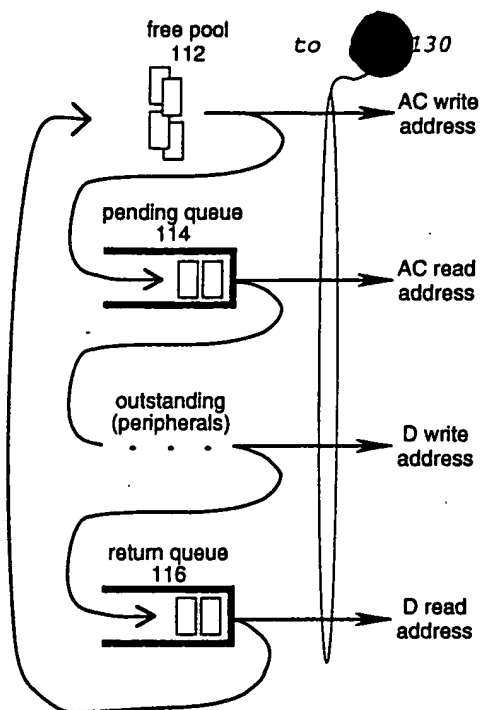 free pool
112
to 130
AC write
address
pending queue
114
AC read
address
outstanding
(peripherals)
D write
address
return queue
116
D read
address